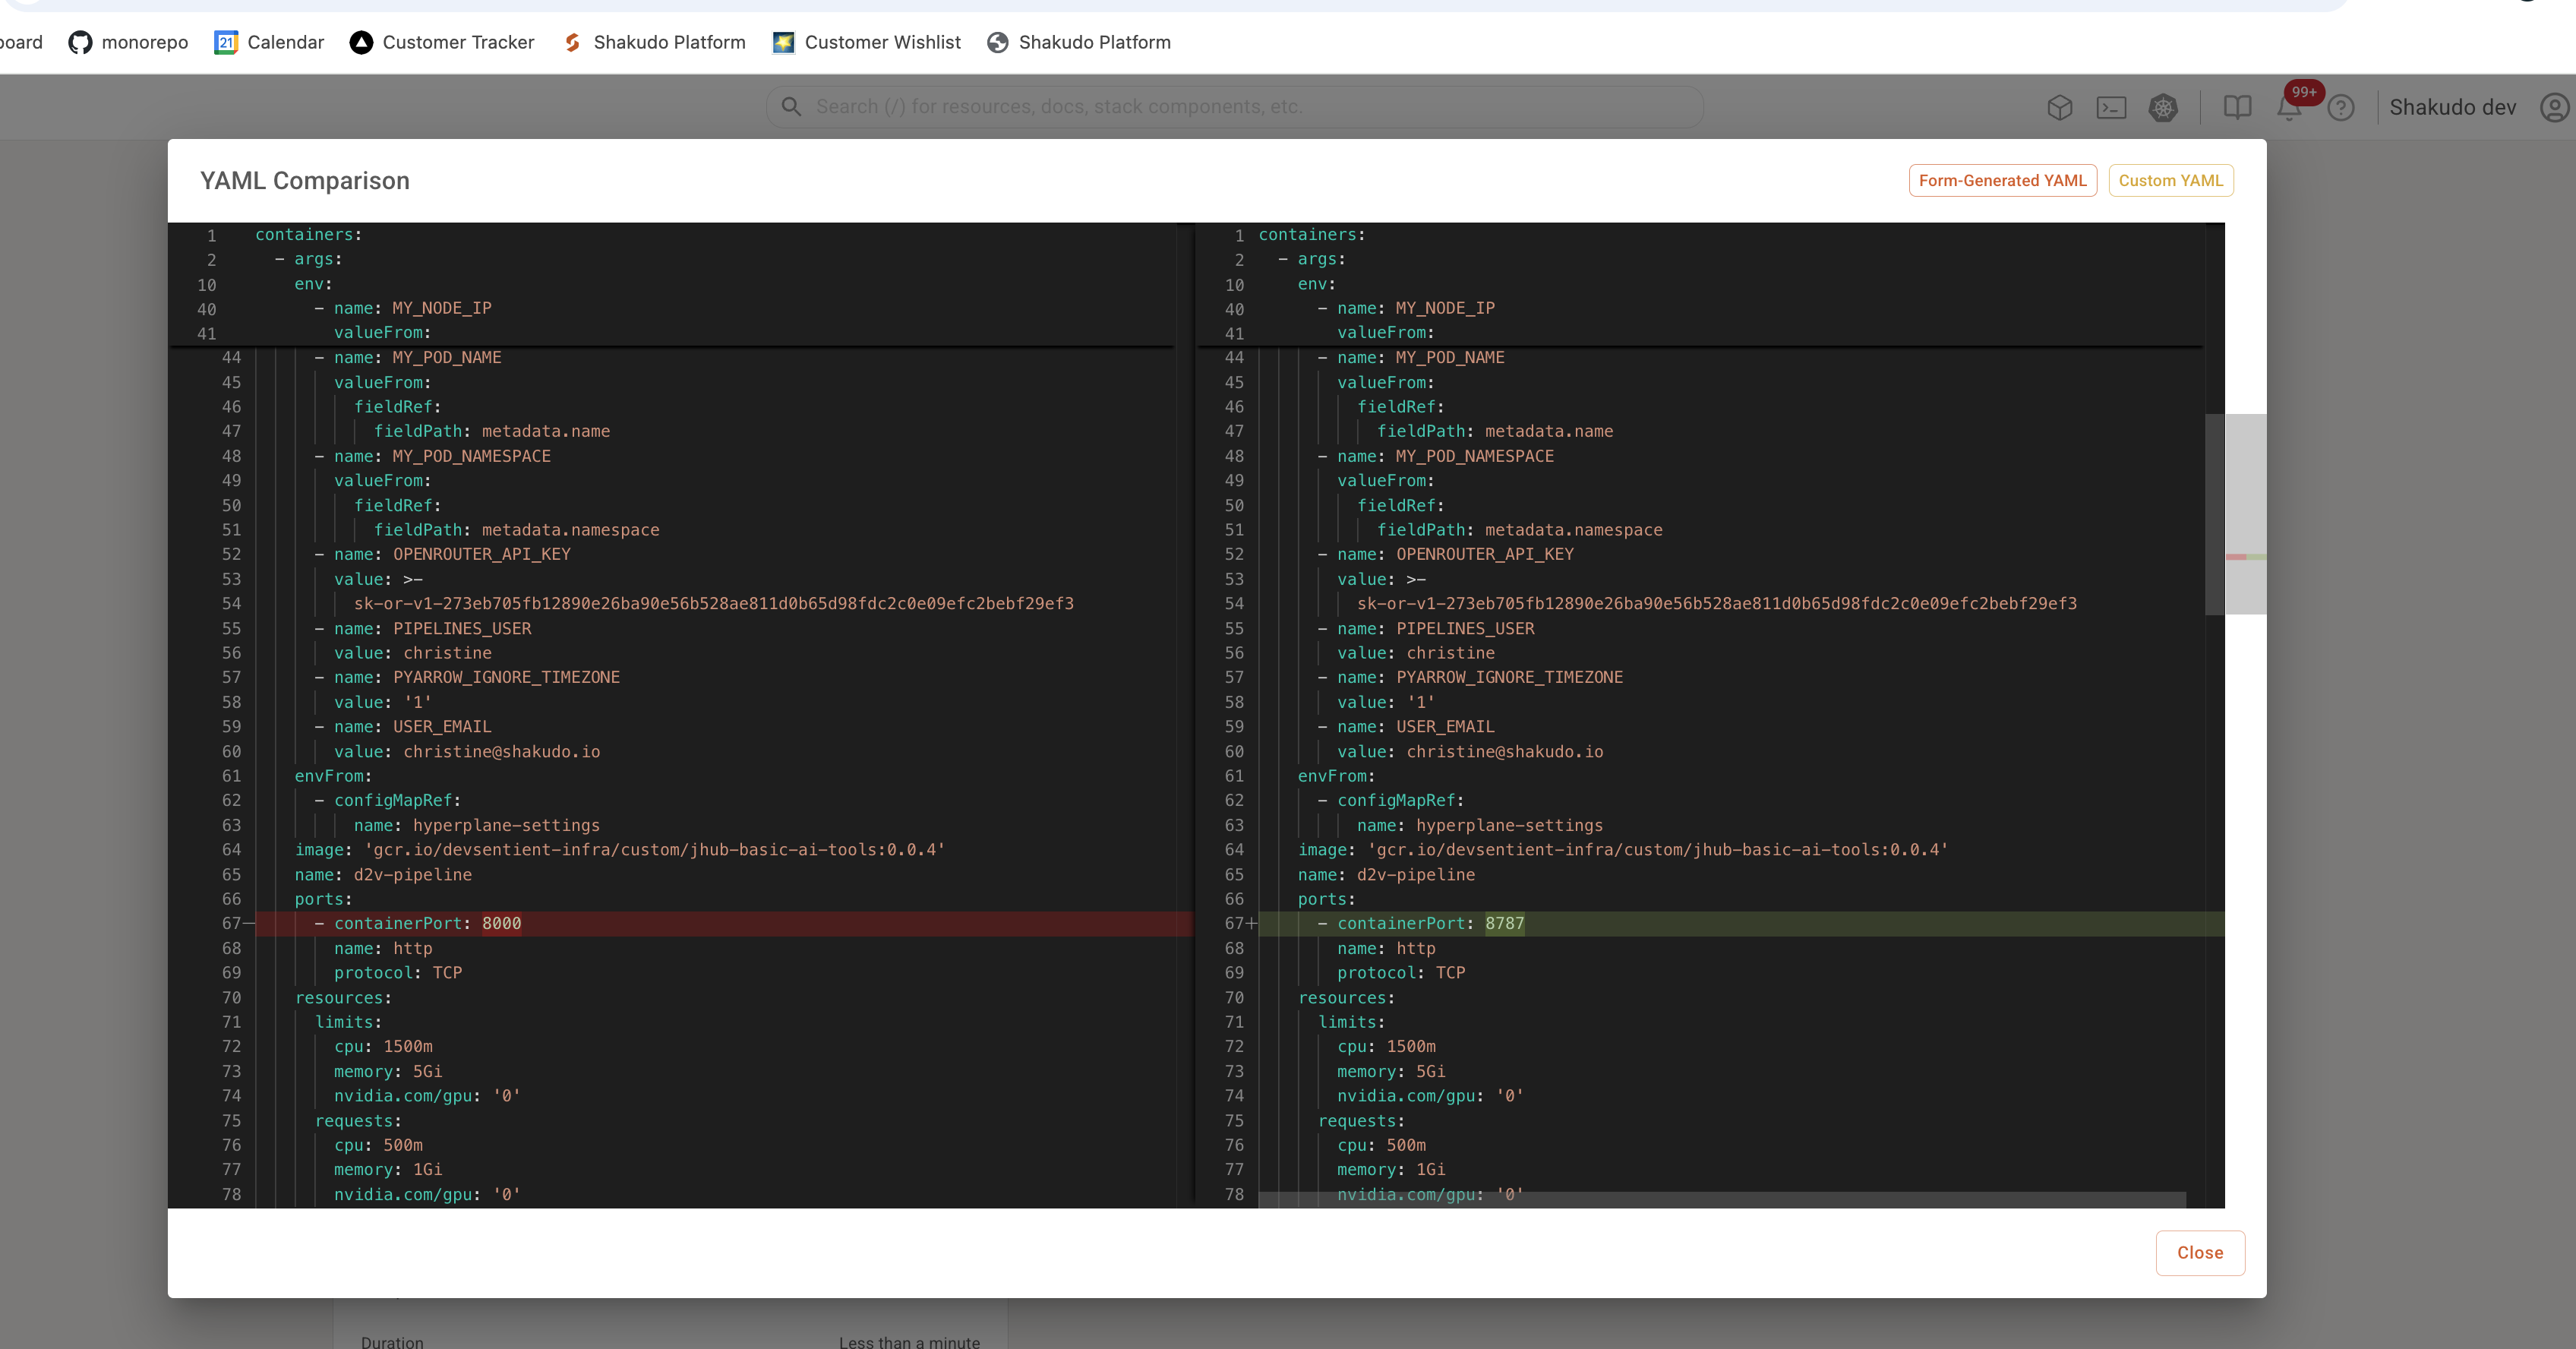 board
monorepo
21
Calendar
Customer Tracker
Shakudo Platform
Customer Wishlist
Shakudo Platform
Search (/) for resources, docs, stack components, etc.
99+
Shakudo dev
YAML Comparison
Form-Generated YAML
Custom YAML
1 containers:
2 - args:
10 env:
40 - name: MY_NODE_IP
41 valueFrom:
44 - name: MY_POD_NAME
45 valueFrom:
46 fieldRef:
47 fieldPath: metadata.name
48 - name: MY_POD_NAMESPACE
49 valueFrom:
50 fieldRef:
51 fieldPath: metadata.namespace
52 - name: OPENROUTER_API_KEY
53 value: >-
54 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
55 - name: PIPELINES_USER
56 value: christine
57 - name: PYARROW_IGNORE_TIMEZONE
58 value: '1'
59 - name: USER_EMAIL
60 value: christine@shakudo.io
61 envFrom:
62 - configMapRef:
63 name: hyperplane-settings
64 image: 'gcr.io/devsentient-infra/custom/jhub-basic-ai-tools:0.0.4'
65 name: d2v-pipeline
66 ports:
67- - containerPort: 8000
68 name: http
69 protocol: TCP
70 resources:
71 limits:
72 cpu: 1500m
73 memory: 5Gi
74 nvidia.com/gpu: '0'
75 requests:
76 cpu: 500m
77 memory: 1Gi
78 nvidia.com/gpu: '0'
1 containers:
2 - args:
10 env:
40 - name: MY_NODE_IP
41 valueFrom:
44 - name: MY_POD_NAME
45 valueFrom:
46 fieldRef:
47 fieldPath: metadata.name
48 - name: MY_POD_NAMESPACE
49 valueFrom:
50 fieldRef:
51 fieldPath: metadata.namespace
52 - name: OPENROUTER_API_KEY
53 value: >-
54 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
55 - name: PIPELINES_USER
56 value: christine
57 - name: PYARROW_IGNORE_TIMEZONE
58 value: '1'
59 - name: USER_EMAIL
60 value: christine@shakudo.io
61 envFrom:
62 - configMapRef:
63 name: hyperplane-settings
64 image: 'gcr.io/devsentient-infra/custom/jhub-basic-ai-tools:0.0.4'
65 name: d2v-pipeline
66 ports:
67+ - containerPort: 8787
68 name: http
69 protocol: TCP
70 resources:
71 limits:
72 cpu: 1500m
73 memory: 5Gi
74 nvidia.com/gpu: '0'
75 requests:
76 cpu: 500m
77 memory: 1Gi
78 nvidia.com/gpu: '0'
Close
Duration
Less than a minute